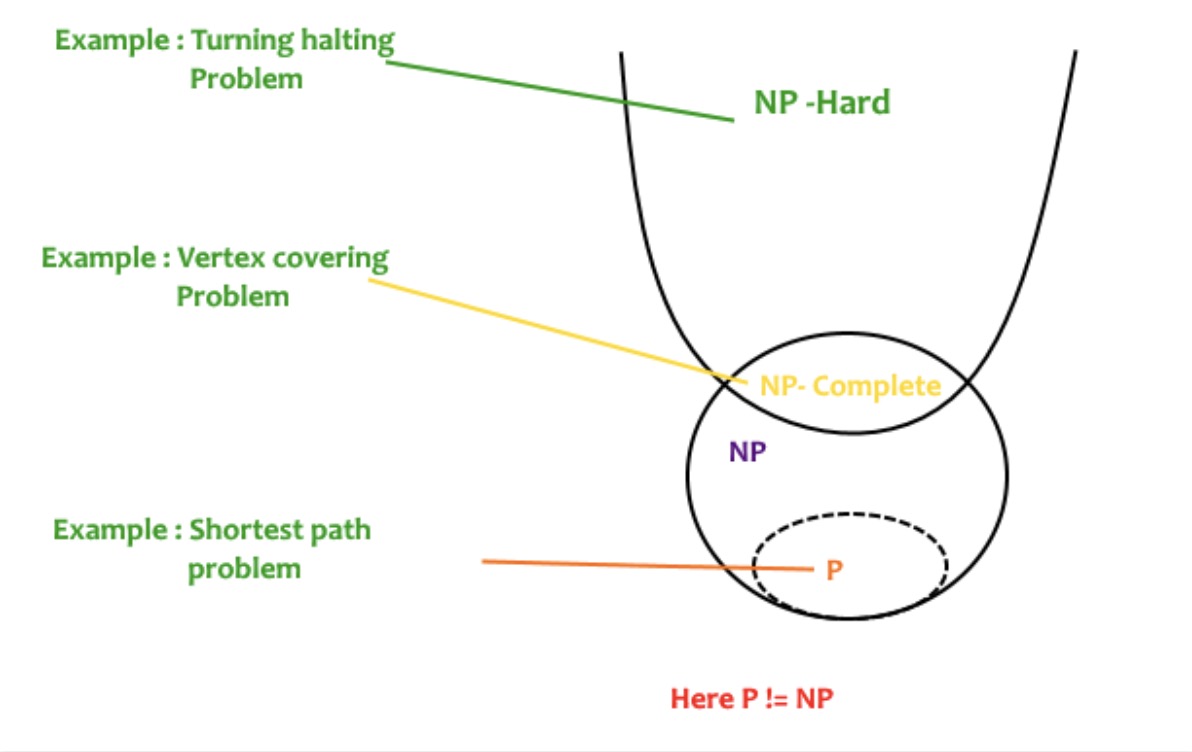 Example : Turning halting
Problem
NP -Hard
Example : Vertex covering
Problem
NP- Complete
NP
Example : Shortest path
problem
P
Here P != NP